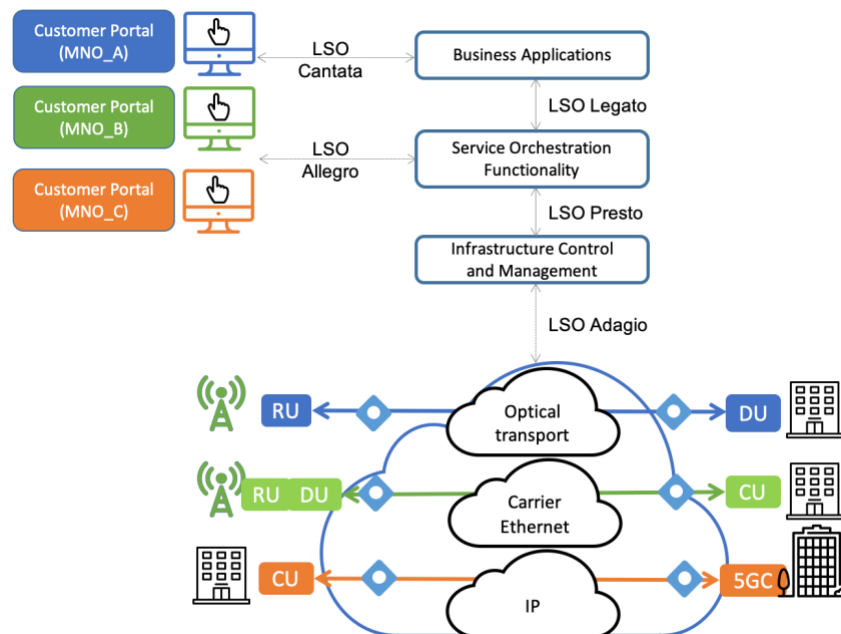 Customer Portal
(MNO_A)
LSO
Cantata
Business Applications
LSO Legato
Customer Portal
(MNO_B)
LSO
Allegro
Service Orchestration
Functionality
Customer Portal
(MNO_C)
LSO Presto
Infrastructure Control
and Management
LSO Adagio
RU
Optical
transport
DU
RU
DU
Carrier
Ethernet
CU
CU
IP
5GC